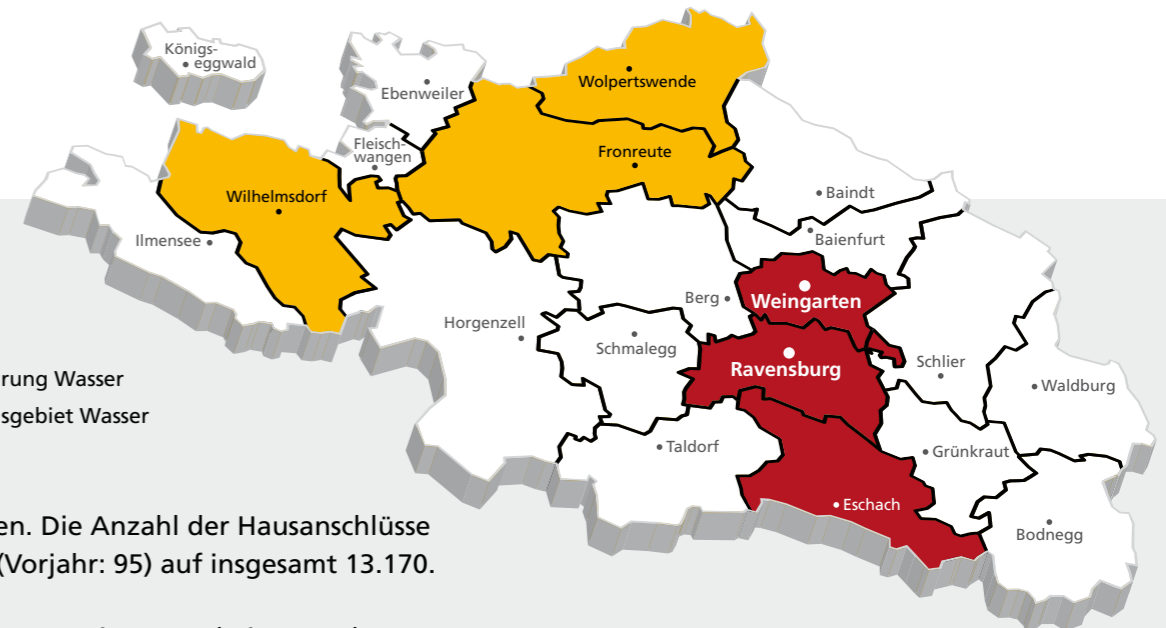 Königs-
eggwald
Ebenweiler
Wolpertswende
Fleisch-
wangen
Fronreute
Wilhelmsdorf
Baindt
Ilmensee
Baienfurt
Berg
Weingarten
Horgenzell
Schmalegg
Ravensburg
Schlier
Waldburg
rung Wasser
sgebiet Wasser
Taldorf
Grünkraut
Eschach
Bodnegg
en. Die Anzahl der Hausanschlüsse
(Vorjahr: 95) auf insgesamt 13.170.